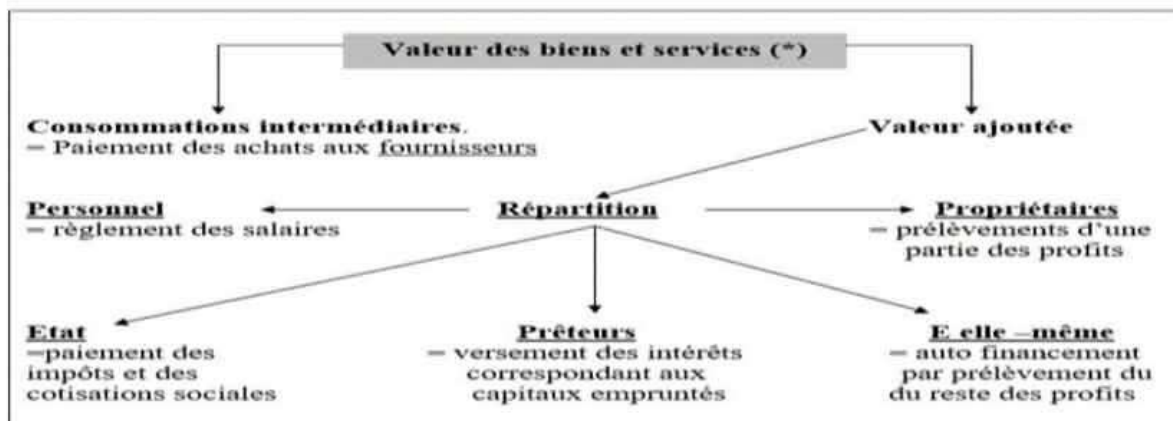 Valeur des biens et services (*)
Consommations intermédiaires.
– Paiement des achats aux fournisseurs
Valeur ajoutée
Personnel
– règlement des salaires
Répartition
Propriétaires
– prélèvements d'une
partie des profits
Etat
–paiement des
impôts et des
cotisations sociales
Prêteurs
– versement des intérêts
correspondant aux
capitaux empruntés
E elle –même
– auto financement
par prélèvement du
du reste des profits